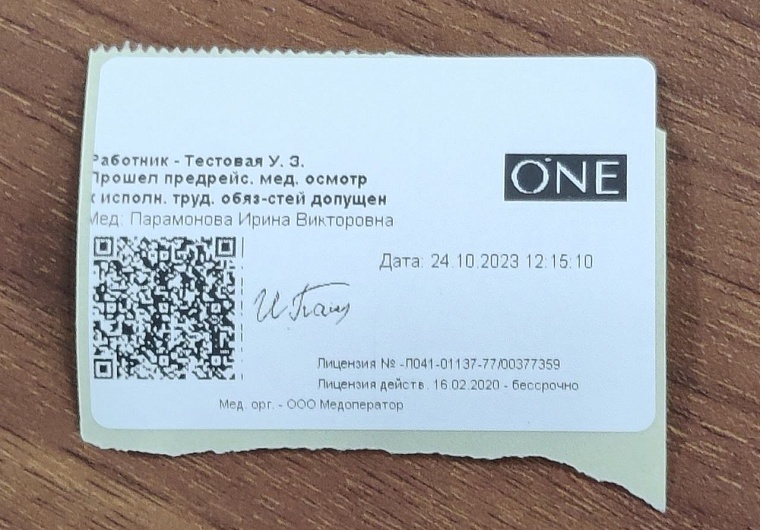 Работник - Тестовая У. З.
Прошел предрейс. мед. осмотр
к исполн. труд. обяз-стей допущен
Мед: Парамонова Ирина Викторовна
ONE
Дата: 24.10.2023 12:15:10
Лицензия № -Л041-01137-77/00377359
Лицензия действ. 16.02.2020 - бессрочно
Мед. орг. - ООО Медоператор